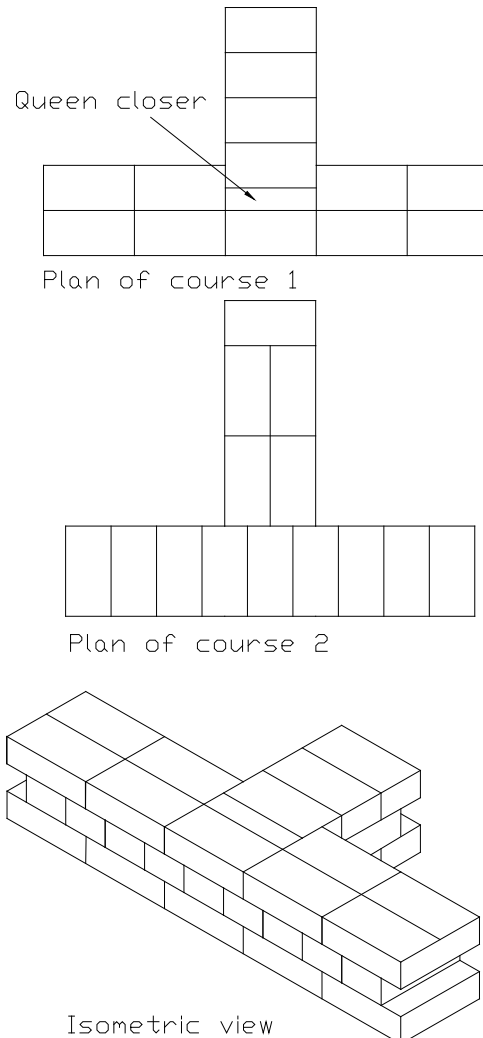 Queen closer
Plan of course 1
Plan of course 2
Isometric view